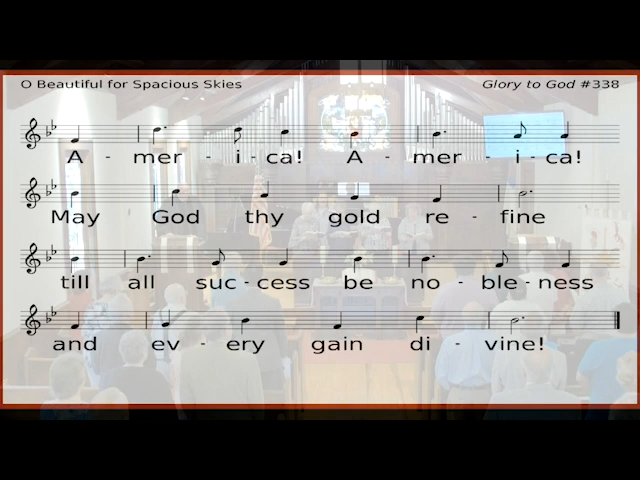 O Beautiful for Spacious Skies Glory to God #338
A - mer - i - ca! A - mer - i - ca!
May God thy gold re - fine
till all suc - cess be no - ble - ness
and ev - ery gain di - vine!